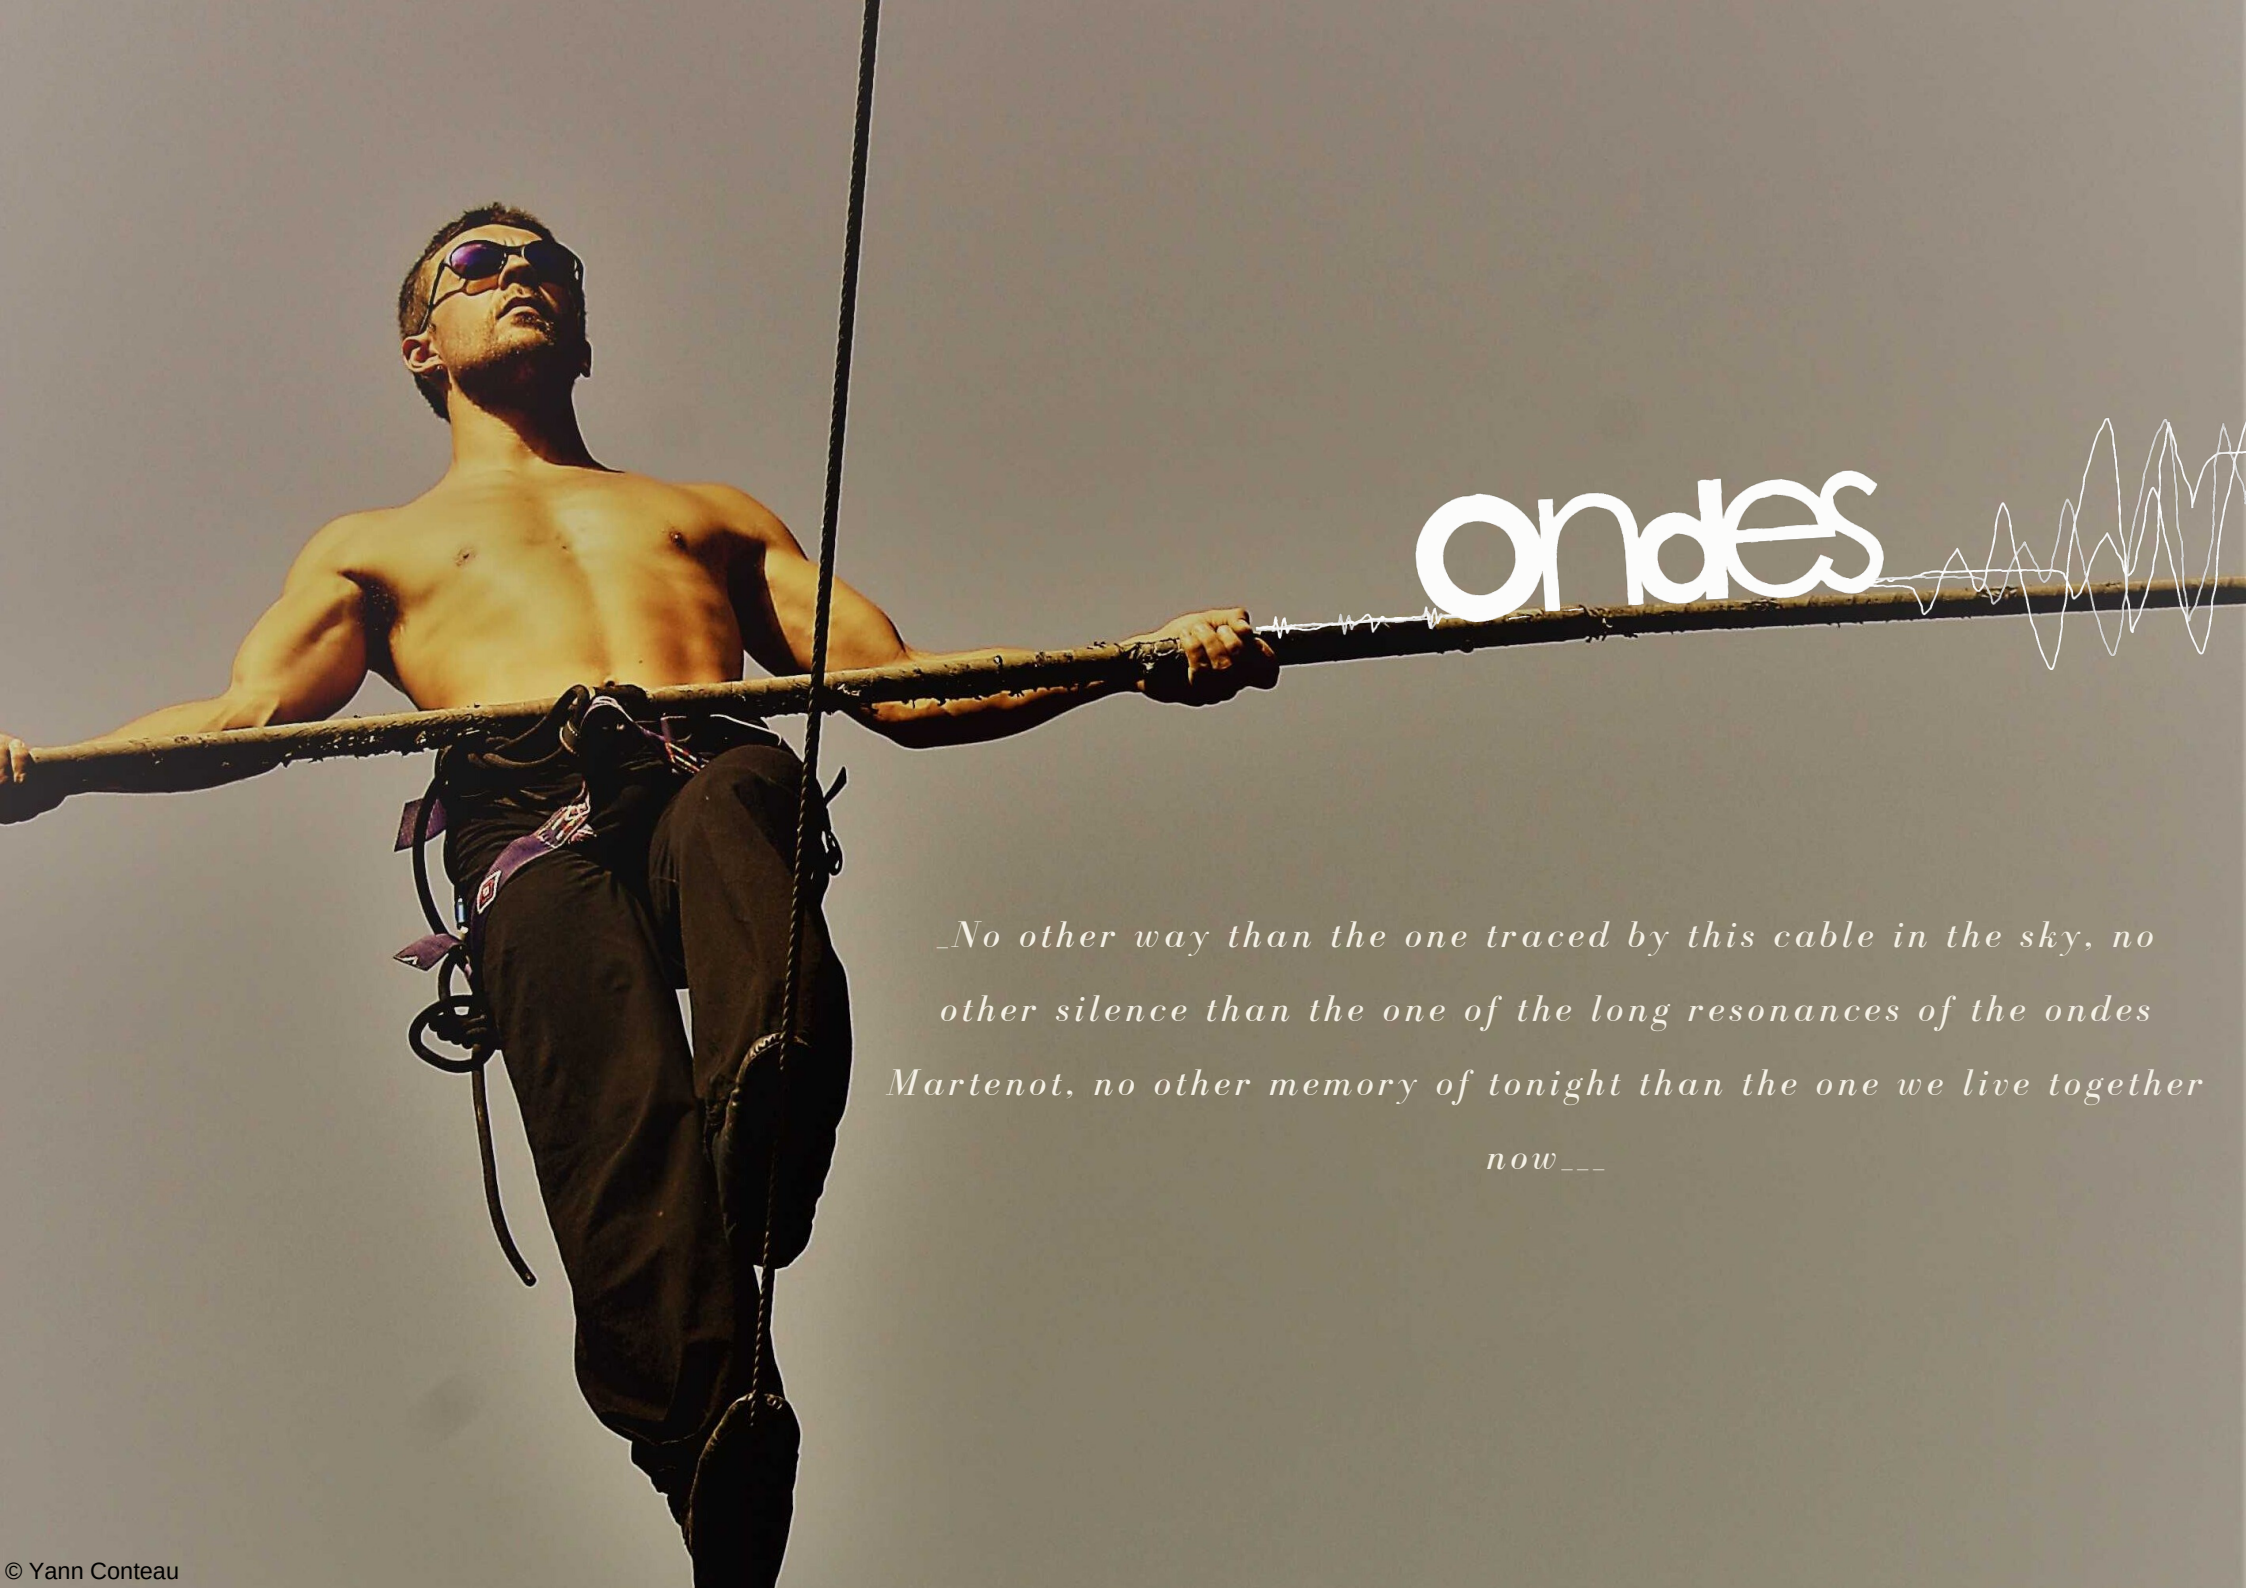 ondes
_No other way than the one traced by this cable in the sky, no
other silence than the one of the long resonances of the ondes
Martenot, no other memory of tonight than the one we live together
now___
© Yann Conteau